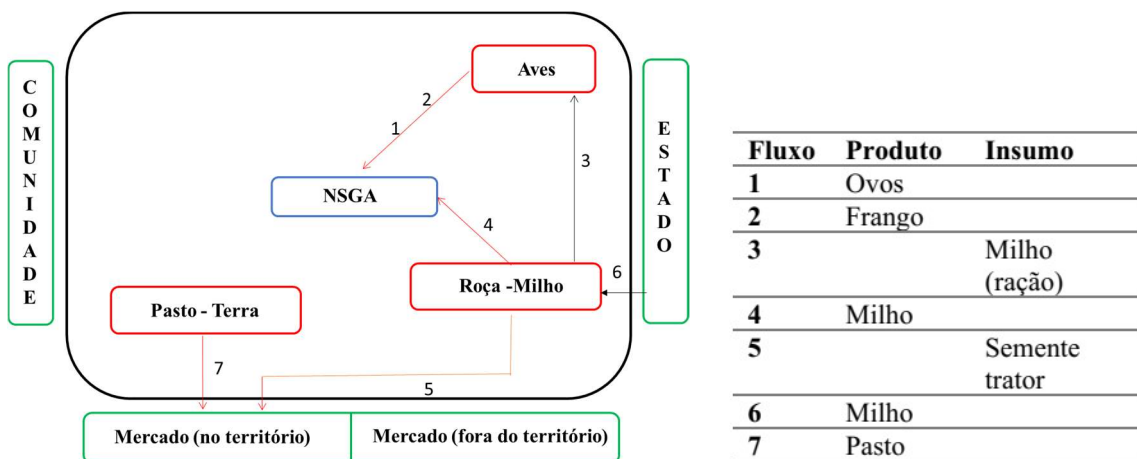 COMUNIDADE
Aves
2
1
3
NSGA
4
Roça -Milho
6
Pasto - Terra
7
5
Mercado (no território)
Mercado (fora do território)
ESTADO
Fluxo Produto Insumo
1 Ovos
2 Frango
3 Milho
(ração)
4 Milho
5 Semente
trator
6 Milho
7 Pasto